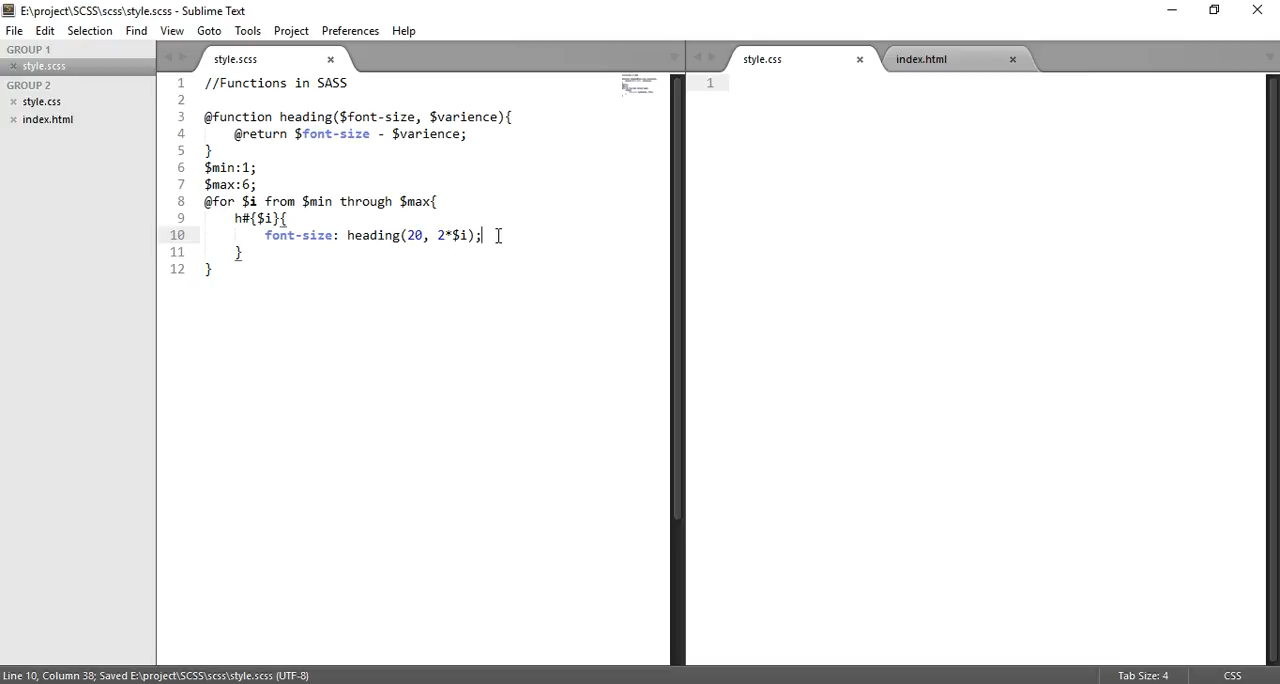 E:\project\SCSS\scss\style.scss - Sublime Text
File Edit Selection Find View Goto Tools Project Preferences Help
GROUP 1
style.scss
GROUP 2
style.css
index.html
style.scss
1 //Functions in SASS
2
3 @function heading($font-size, $varience){
4 @return $font-size - $varience;
5 }
6 $min:1;
7 $max:6;
8 @for $i from $min through $max{
9 h#{$i}{
10 font-size: heading(20, 2*$i);
11 }
12 }
style.css index.html
1
Line 10, Column 38; Saved E:\project\SCSS\scss\style.scss (UTF-8) Tab Size: 4 CSS